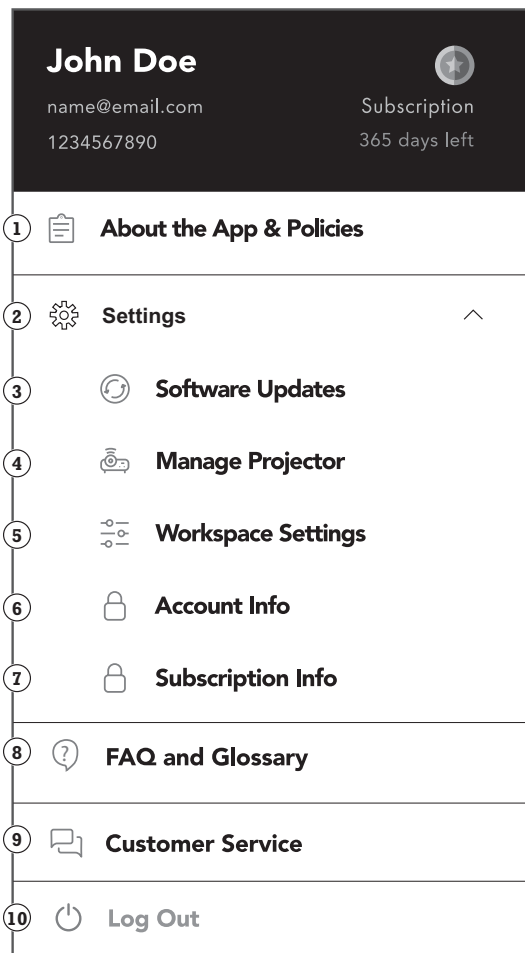 John Doe
name@email.com
Subscription
1234567890
365 days left
1 About the App & Policies
2 Settings
3 Software Updates
4 Manage Projector
5 Workspace Settings
6 Account Info
7 Subscription Info
? 
8 FAQ and Glossary
9 Customer Service
10 Log Out